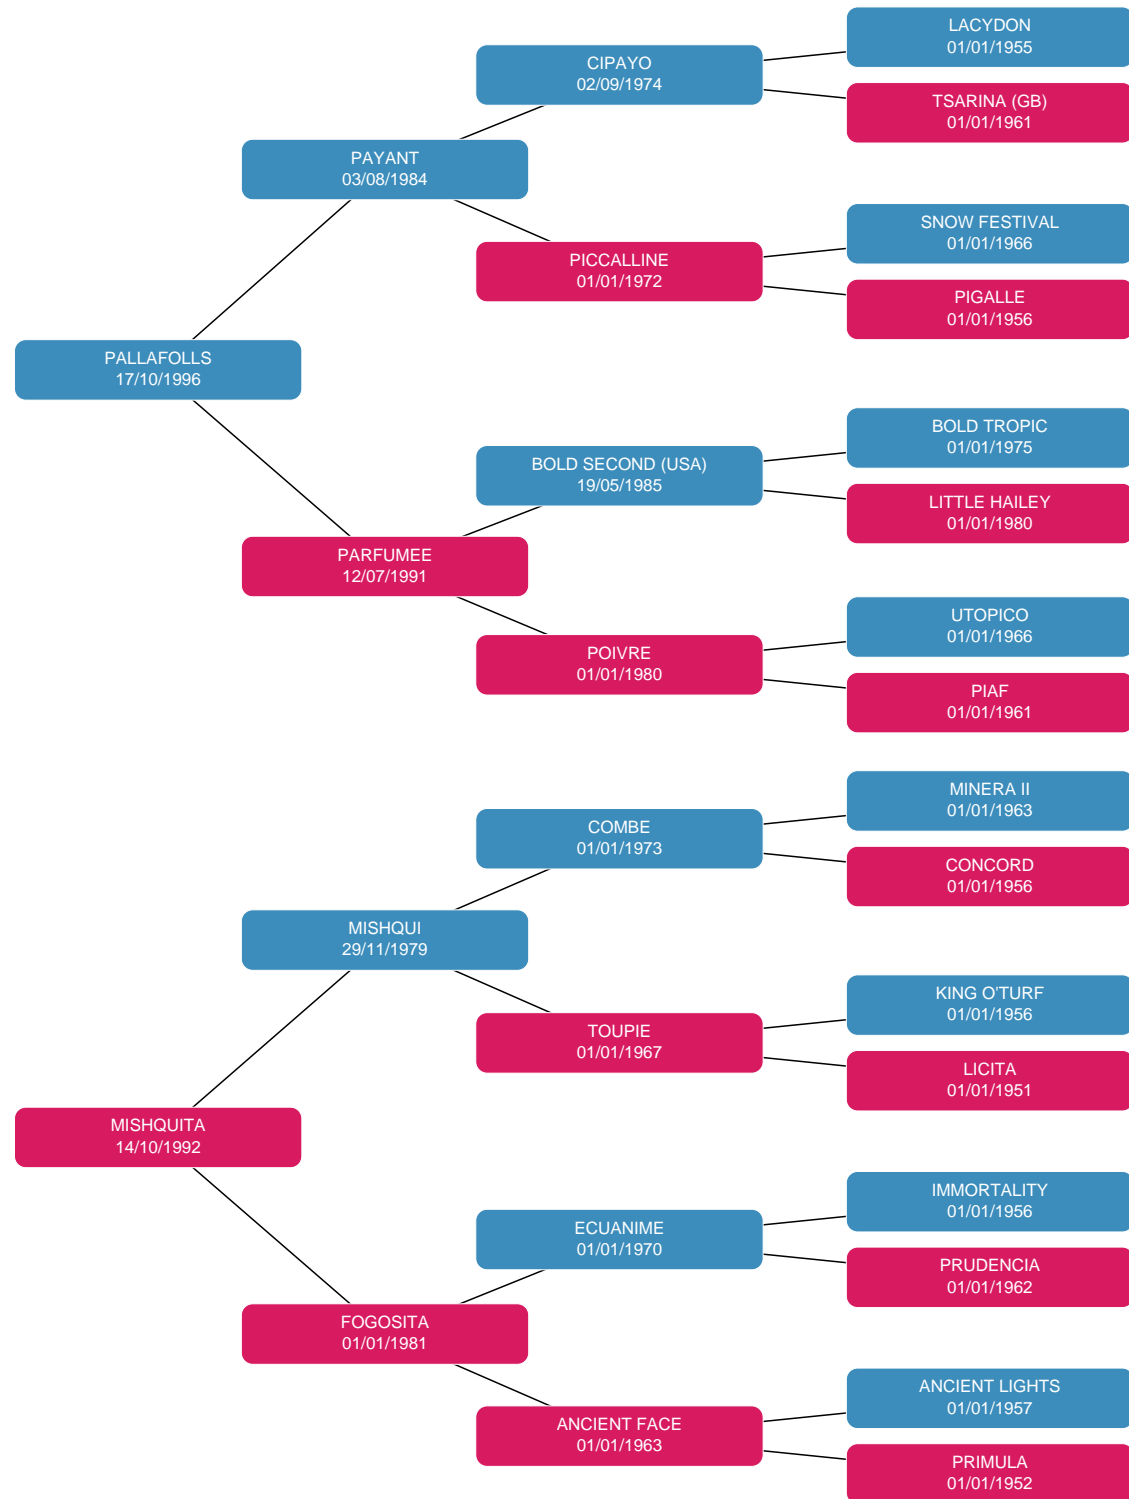 LACYDON
01/01/1955
CIPAYO
02/09/1974
TSARINA (GB)
01/01/1961
PAYANT
03/08/1984
SNOW FESTIVAL
01/01/1966
PICCALLINE
01/01/1972
PIGALLE
01/01/1956
PALLAFOLLS
17/10/1996
BOLD TROPIC
01/01/1975
BOLD SECOND (USA)
19/05/1985
LITTLE HAILEY
01/01/1980
PARFUMEE
12/07/1991
UTOPICO
01/01/1966
POIVRE
01/01/1980
PIAF
01/01/1961
MINERA II
01/01/1963
COMBE
01/01/1973
CONCORD
01/01/1956
MISHQUI
29/11/1979
KING O'TURF
01/01/1956
TOUPIE
01/01/1967
LICITA
01/01/1951
MISHQUITA
14/10/1992
IMMORTALITY
01/01/1956
ECUANIME
01/01/1970
PRUDENCIA
01/01/1962
FOGOSITA
01/01/1981
ANCIENT LIGHTS
01/01/1957
ANCIENT FACE
01/01/1963
PRIMULA
01/01/1952